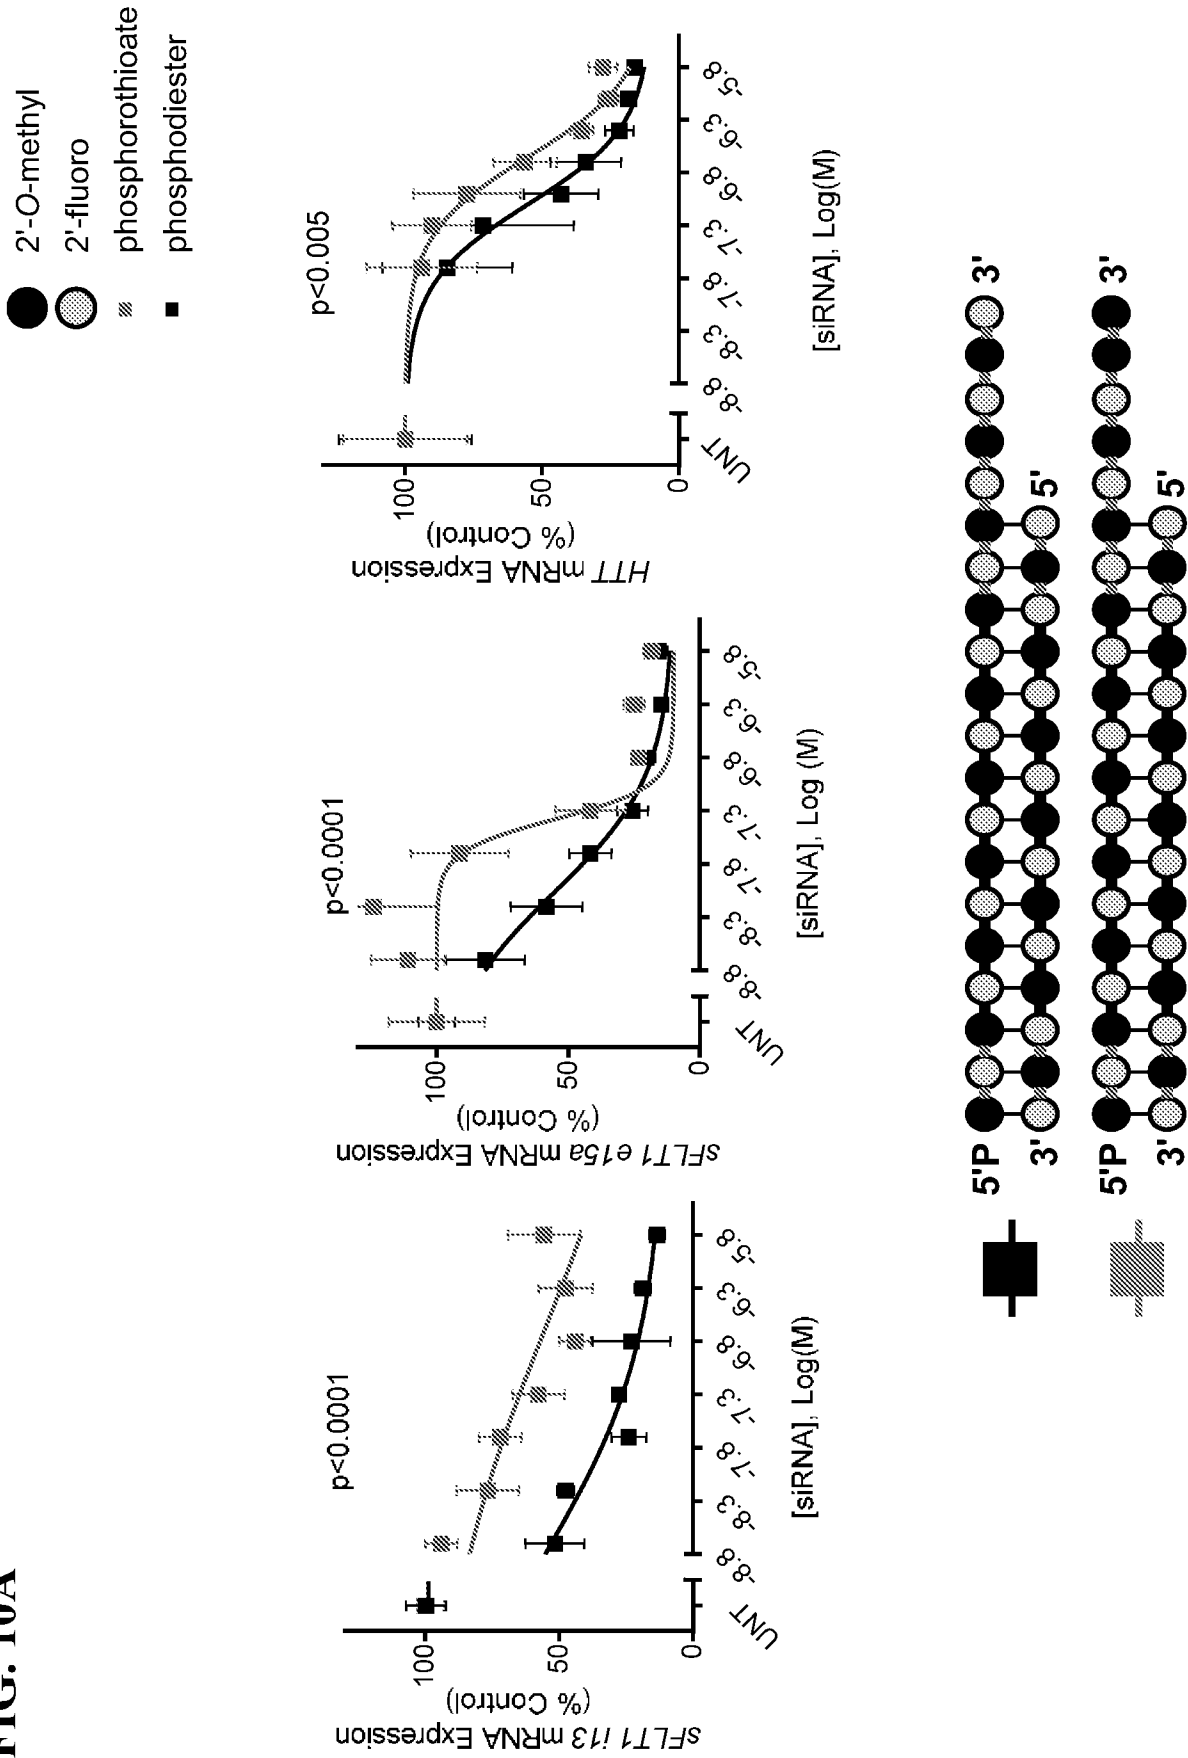 FIG. 10A
2'-O-methyl
2'-fluoro
phosphorothioate
phosphodiester
p<0.0001
sFLT1 i13 mRNA Expression
(% Control)
100
50
0
UNT
-8.8
-8.3
-7.8
-7.3
-6.8
-6.3
-5.8
[siRNA], Log(M)
p<0.0001
sFLT1 e15a mRNA Expression
(% Control)
100
50
0
UNT
-8.8
-8.3
-7.8
-7.3
-6.8
-6.3
-5.8
[siRNA], Log (M)
p<0.005
HTT mRNA Expression
(% Control)
100
50
0
UNT
-8.8
-8.3
-7.8
-7.3
-6.8
-6.3
-5.8
[siRNA], Log(M)
5'P 3'
3' 5'
5'P 3'
3' 5'